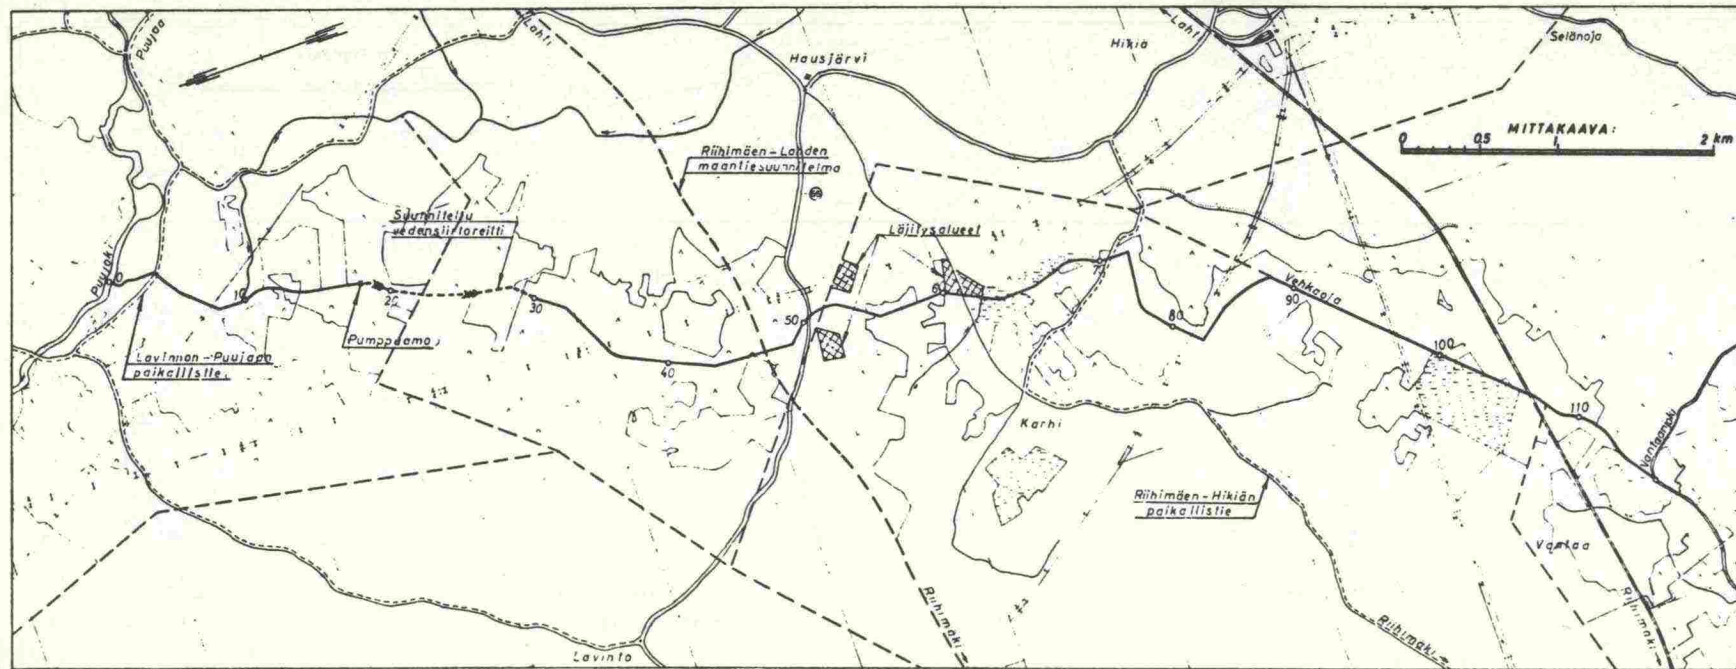 Puujaa
Lahti
Hausjärvi
Hikiä
Lahti
Selänoja
MITTAKAAVA:
0 0.5 1 2 km
Riihimäen-Lahden
maantiesuunnitelma
Suunniteltu
vedensiirtoreitti
Läjitysalueet
Puujoki
0
10
20
30
40
50
60
70
80
90
100
110
Vehkaoja
Lavinnon-Puujaan
paikallistie
Pumppaamo
Karhi
Riihimäen-Hikiän
paikallistie
Vantaanjoki
Vantaa
Lavinto
Riihimäki
Riihimäki
Riihimäki